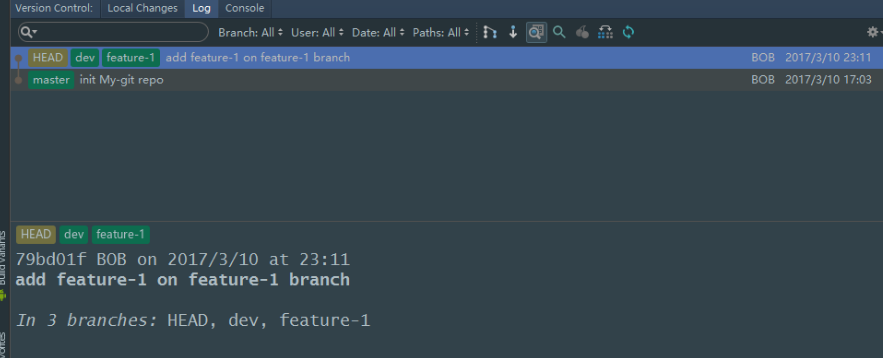 Version Control: Local Changes Log Console
Branch: All User: All Date: All Paths: All
HEAD dev feature-1 add feature-1 on feature-1 branch BOB 2017/3/10 23:11
master init My-git repo BOB 2017/3/10 17:03
HEAD dev feature-1
79bd01f BOB on 2017/3/10 at 23:11
add feature-1 on feature-1 branch
In 3 branches: HEAD, dev, feature-1
Build Variants